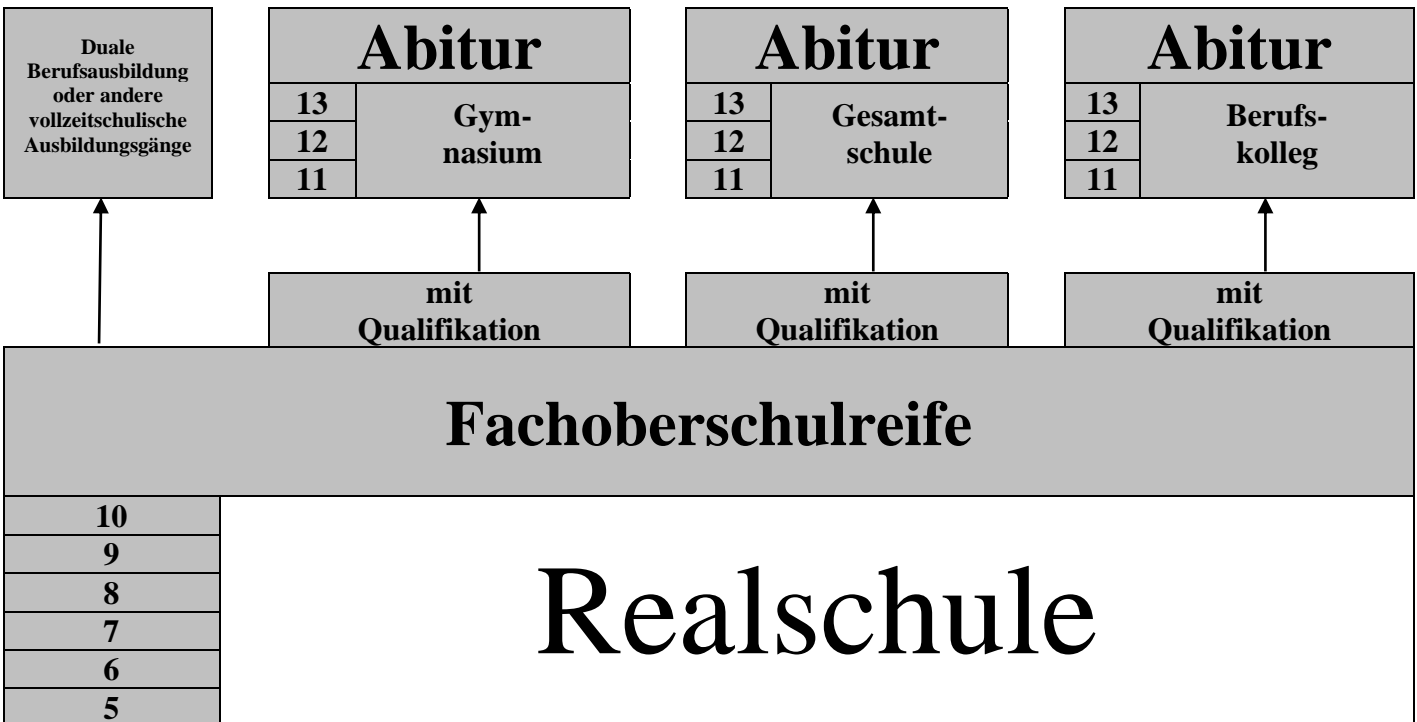 Duale
Berufsausbildung
oder andere
vollzeitschulische
Ausbildungsgänge
Abitur
13
12
11
Gym-
nasium
Abitur
13
12
11
Gesamt-
schule
Abitur
13
12
11
Berufs-
kolleg
mit
Qualifikation
mit
Qualifikation
mit
Qualifikation
Fachoberschulreife
10
9
8
7
6
5
Realschule